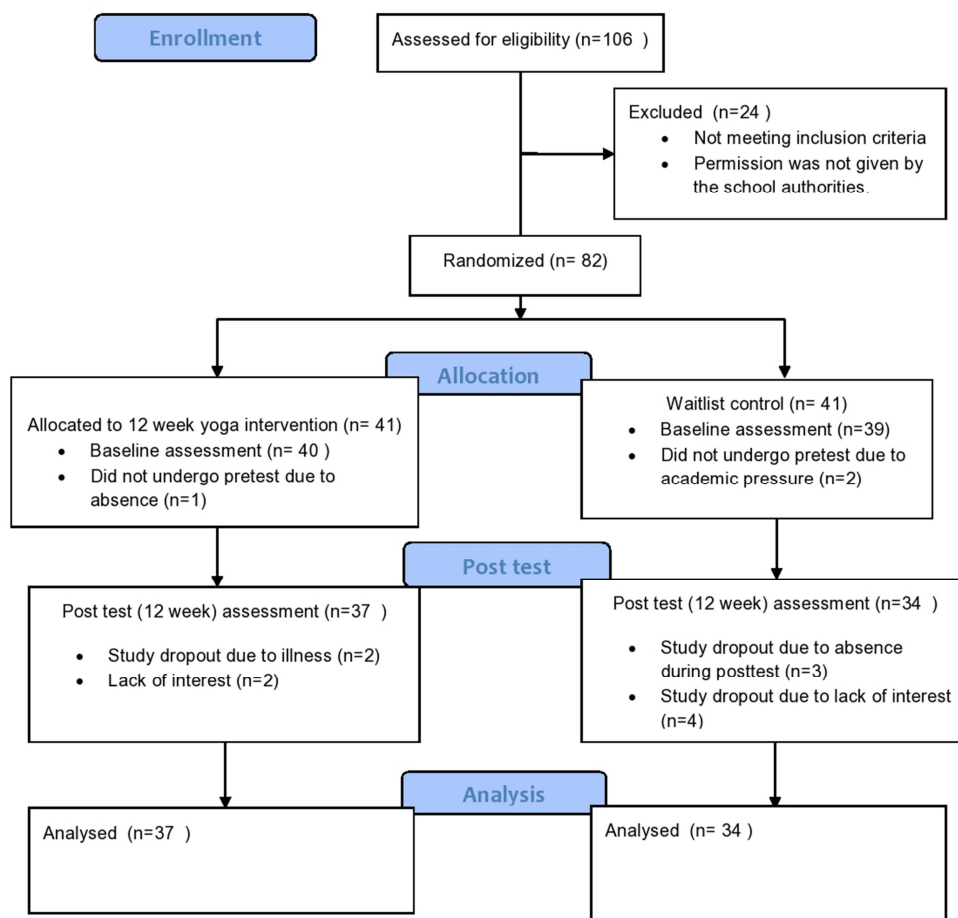 Enrollment
Assessed for eligibility (n=106 )
Excluded (n=24 )
• Not meeting inclusion criteria
• Permission was not given by
the school authorities.
Randomized (n= 82)
Allocation
Allocated to 12 week yoga intervention (n= 41)
• Baseline assessment (n= 40 )
• Did not undergo pretest due to
absence (n=1)
Waitlist control (n= 41)
• Baseline assessment (n=39)
• Did not undergo pretest due to
academic pressure (n=2)
Post test
Post test (12 week) assessment (n=37 )
• Study dropout due to illness (n=2)
• Lack of interest (n=2)
Post test (12 week) assessment (n=34 )
• Study dropout due to absence
during posttest (n=3)
• Study dropout due to lack of interest
(n=4)
Analysis
Analysed (n=37 )
Analysed (n= 34 )